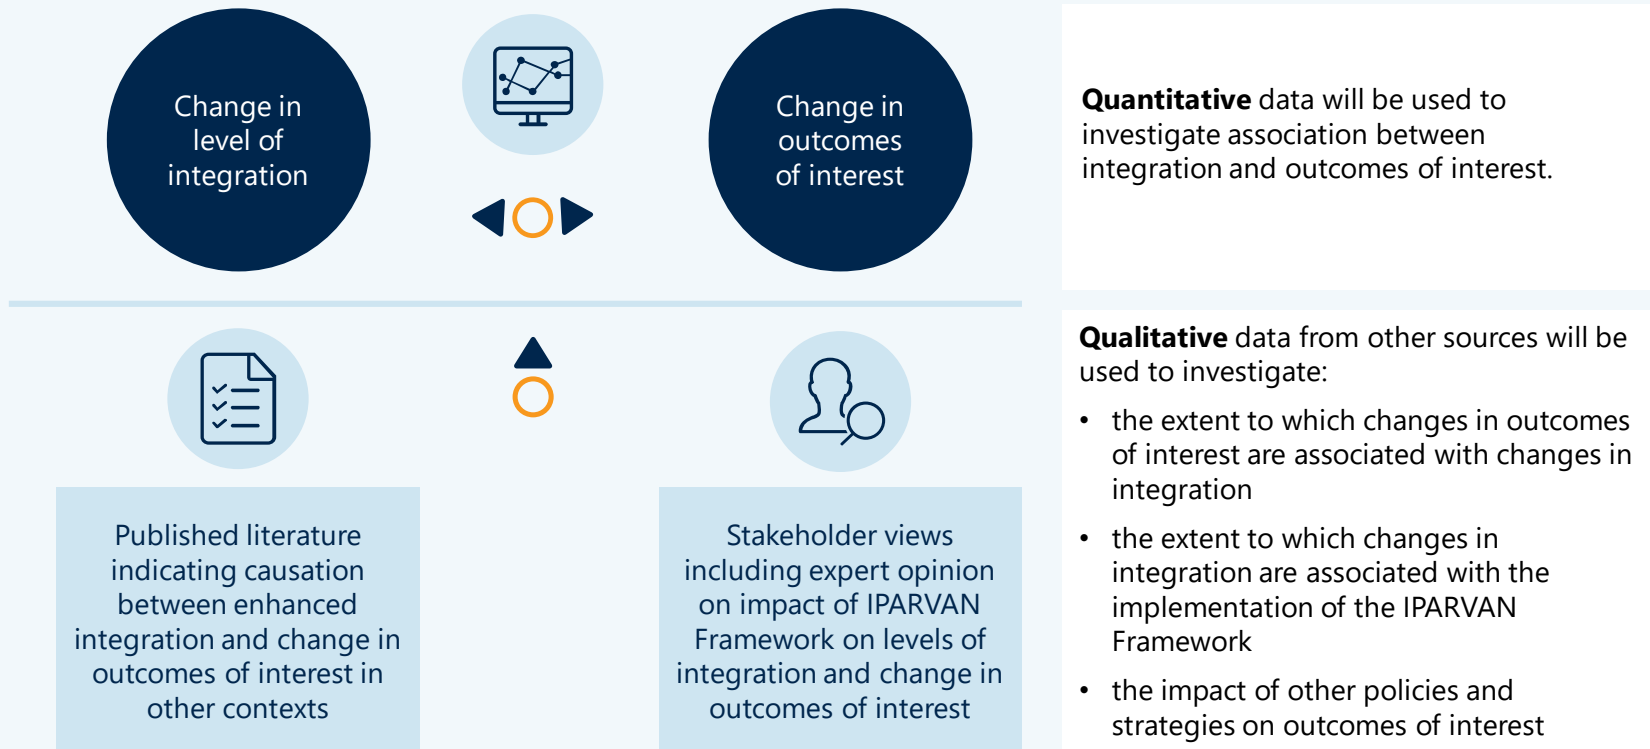 Change in
level of
integration
Change in
outcomes
of interest
Quantitative data will be used to
investigate association between
integration and outcomes of interest.
Published literature
indicating causation
between enhanced
integration and change in
outcomes of interest in
other contexts
Stakeholder views
including expert opinion
on impact of IPARVAN
Framework on levels of
integration and change in
outcomes of interest
Qualitative data from other sources will be
used to investigate:
• the extent to which changes in outcomes
of interest are associated with changes in
integration
• the extent to which changes in
integration are associated with the
implementation of the IPARVAN
Framework
• the impact of other policies and
strategies on outcomes of interest